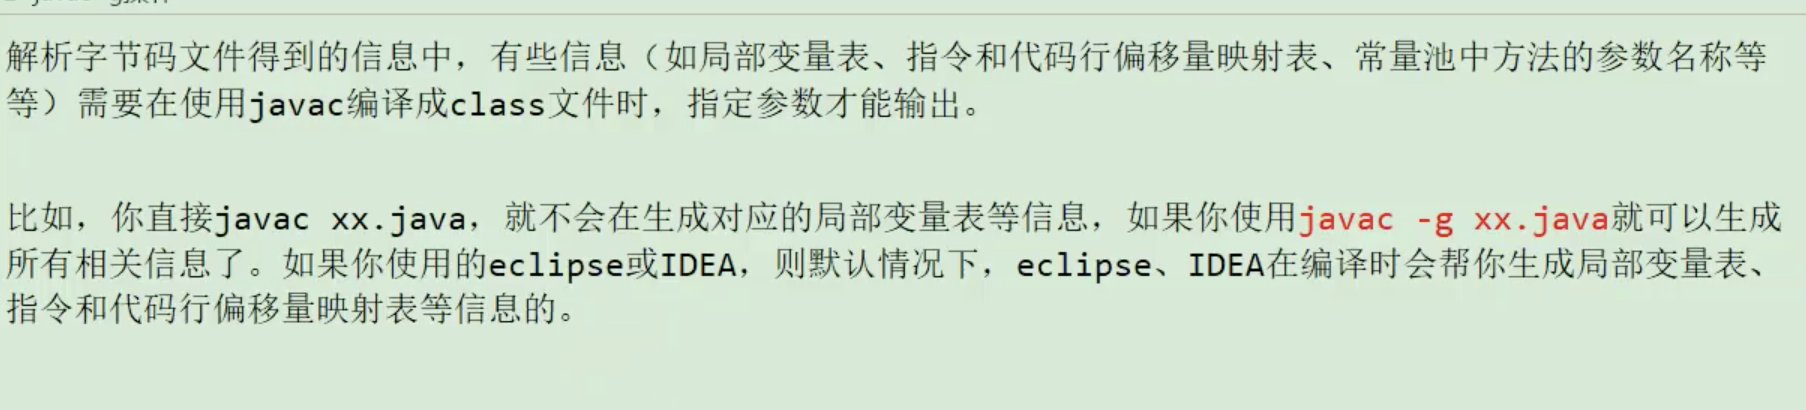 解析字节码文件得到的信息中，有些信息（如局部变量表、指令和代码行偏移量映射表、常量池中方法的参数名称等
等）需要在使用javac编译成class文件时，指定参数才能输出。
比如，你直接javac xx.java，就不会在生成对应的局部变量表等信息，如果你使用javac -g xx.java就可以生成
所有相关信息了。如果你使用的eclipse或IDEA，则默认情况下，eclipse、IDEA在编译时会帮你生成局部变量表、
指令和代码行偏移量映射表等信息的。